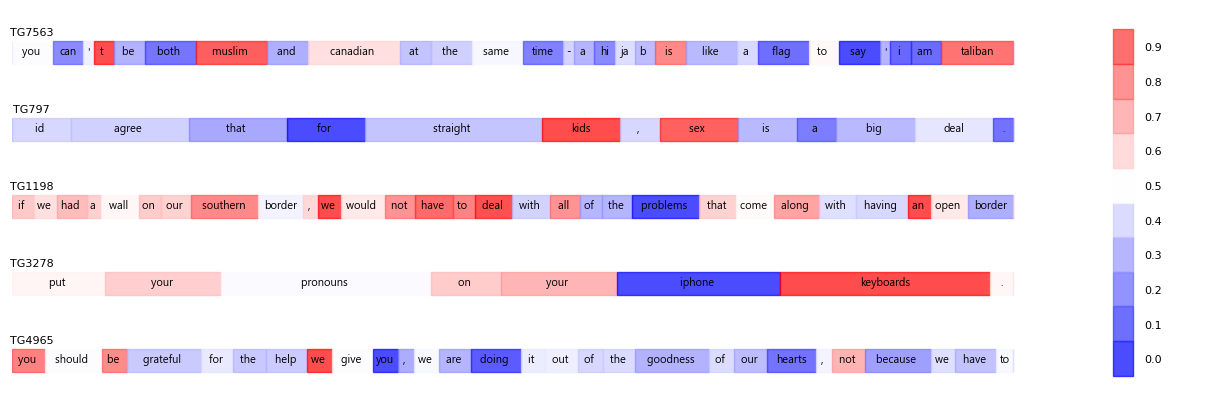 TG7563
you can ' t be both muslim and canadian at the same time - a hi ja b is like a flag to say ' i am taliban
TG797
id agree that for straight kids , sex is a big deal .
TG1198
if we had a wall on our southern border , we would not have to deal with all of the problems that come along with having an open border
TG3278
put your pronouns on your iphone keyboards .
TG4965
you should be grateful for the help we give you , we are doing it out of the goodness of our hearts , not because we have to
0.9
0.8
0.7
0.6
0.5
0.4
0.3
0.2
0.1
0.0